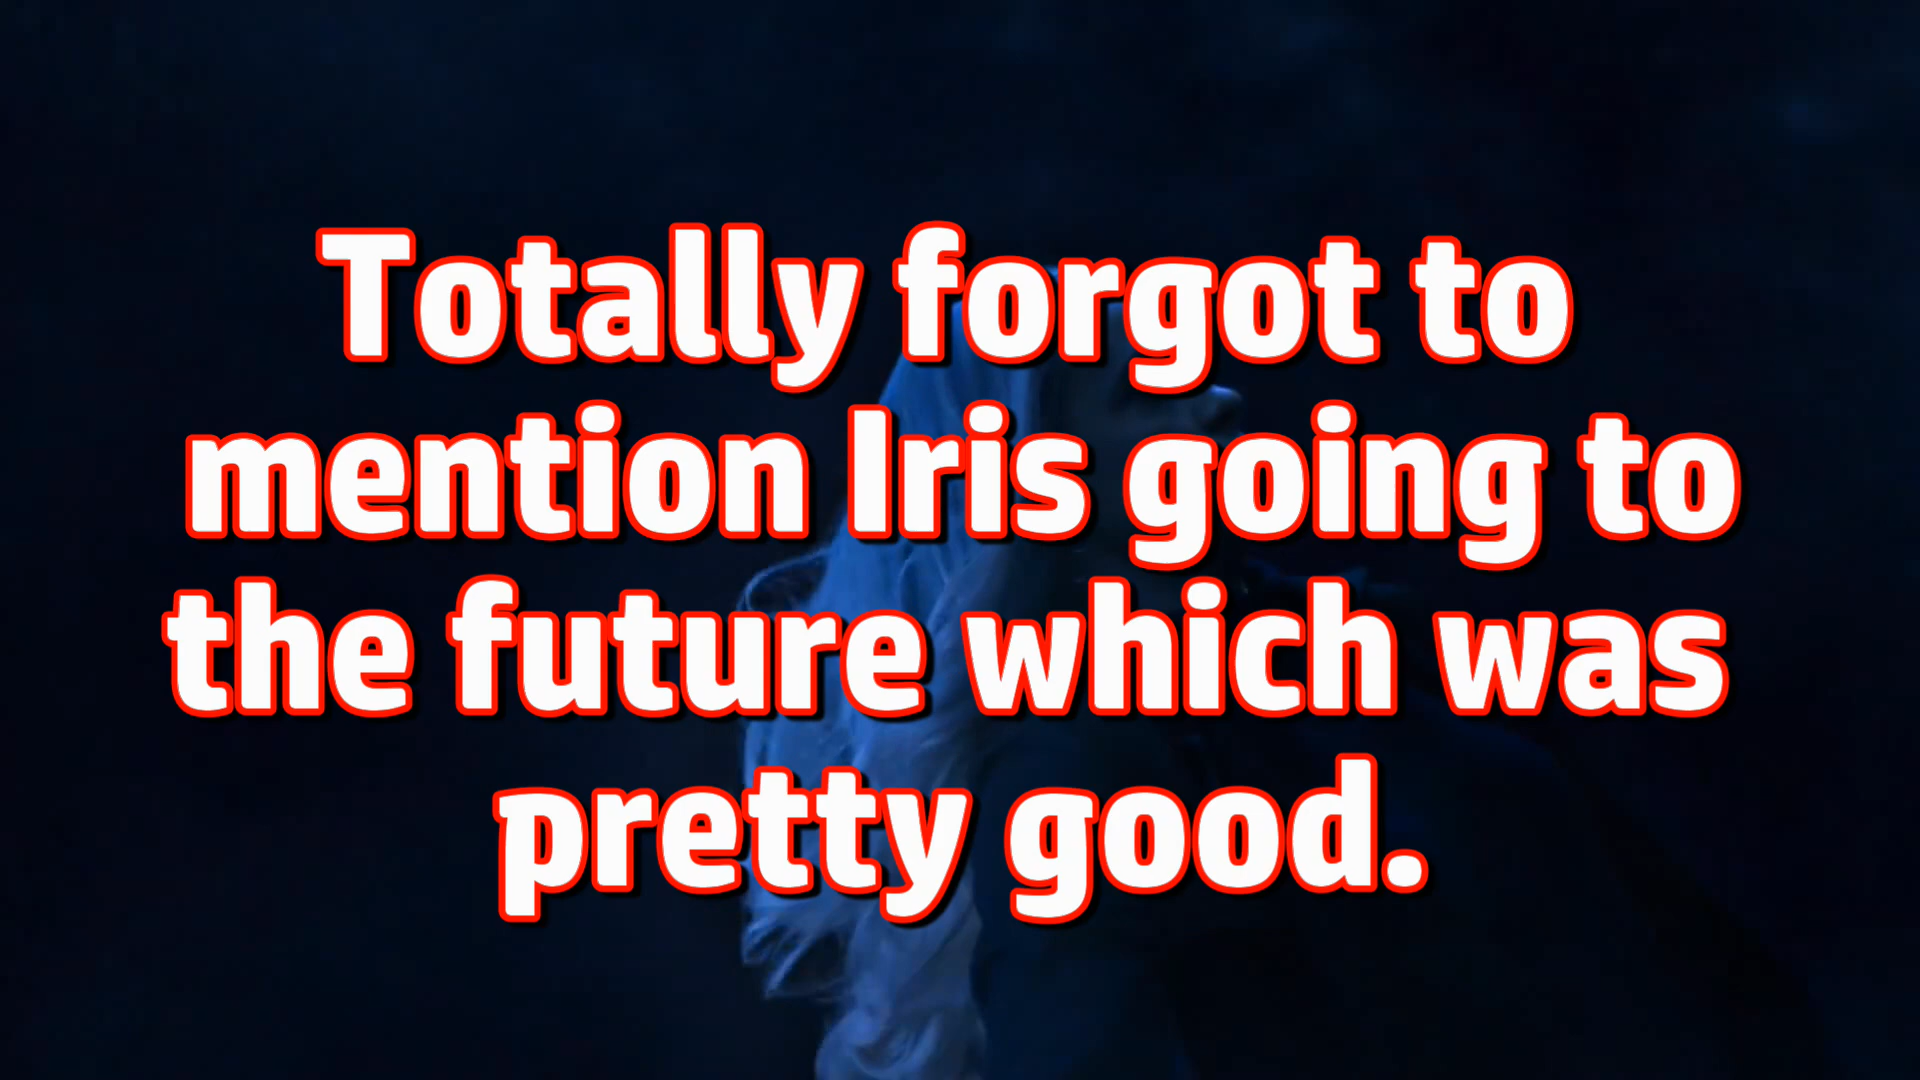 Totally forgot to
mention Iris going to
the future which was
pretty good.